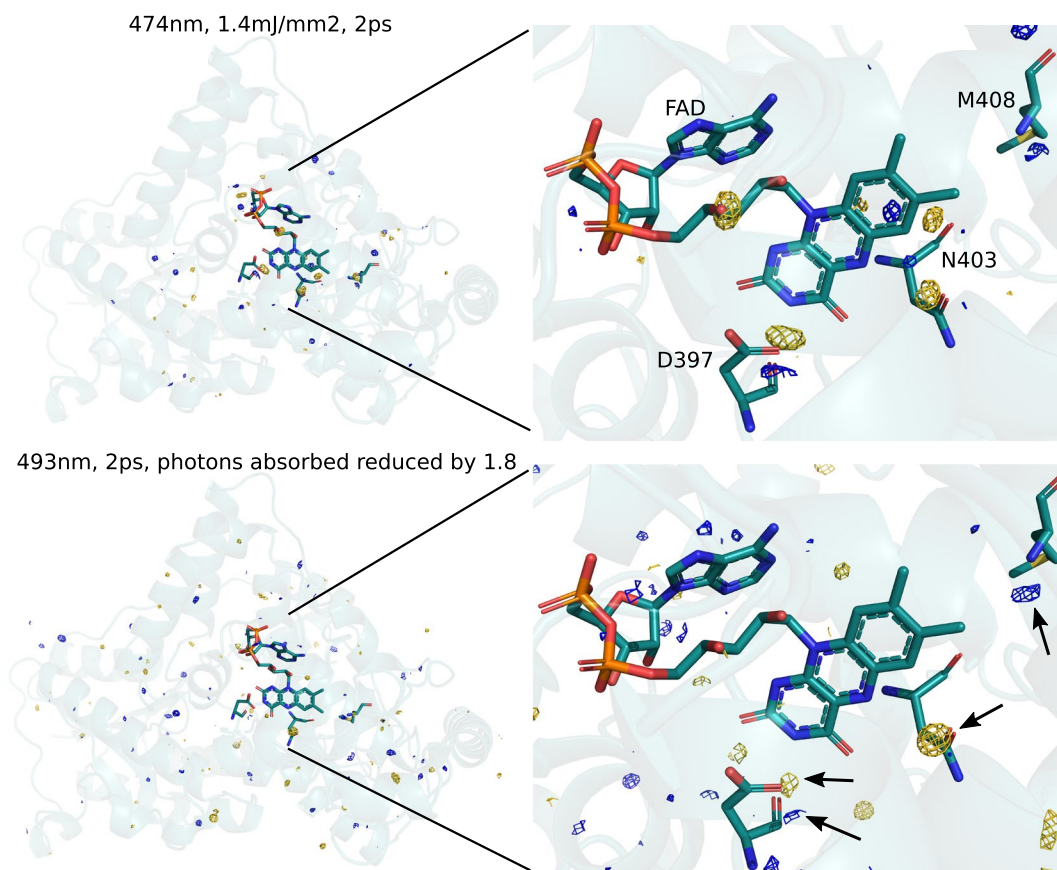 474nm, 1.4mJ/mm2, 2ps
FAD
M408
N403
D397
493nm, 2ps, photons absorbed reduced by 1.8